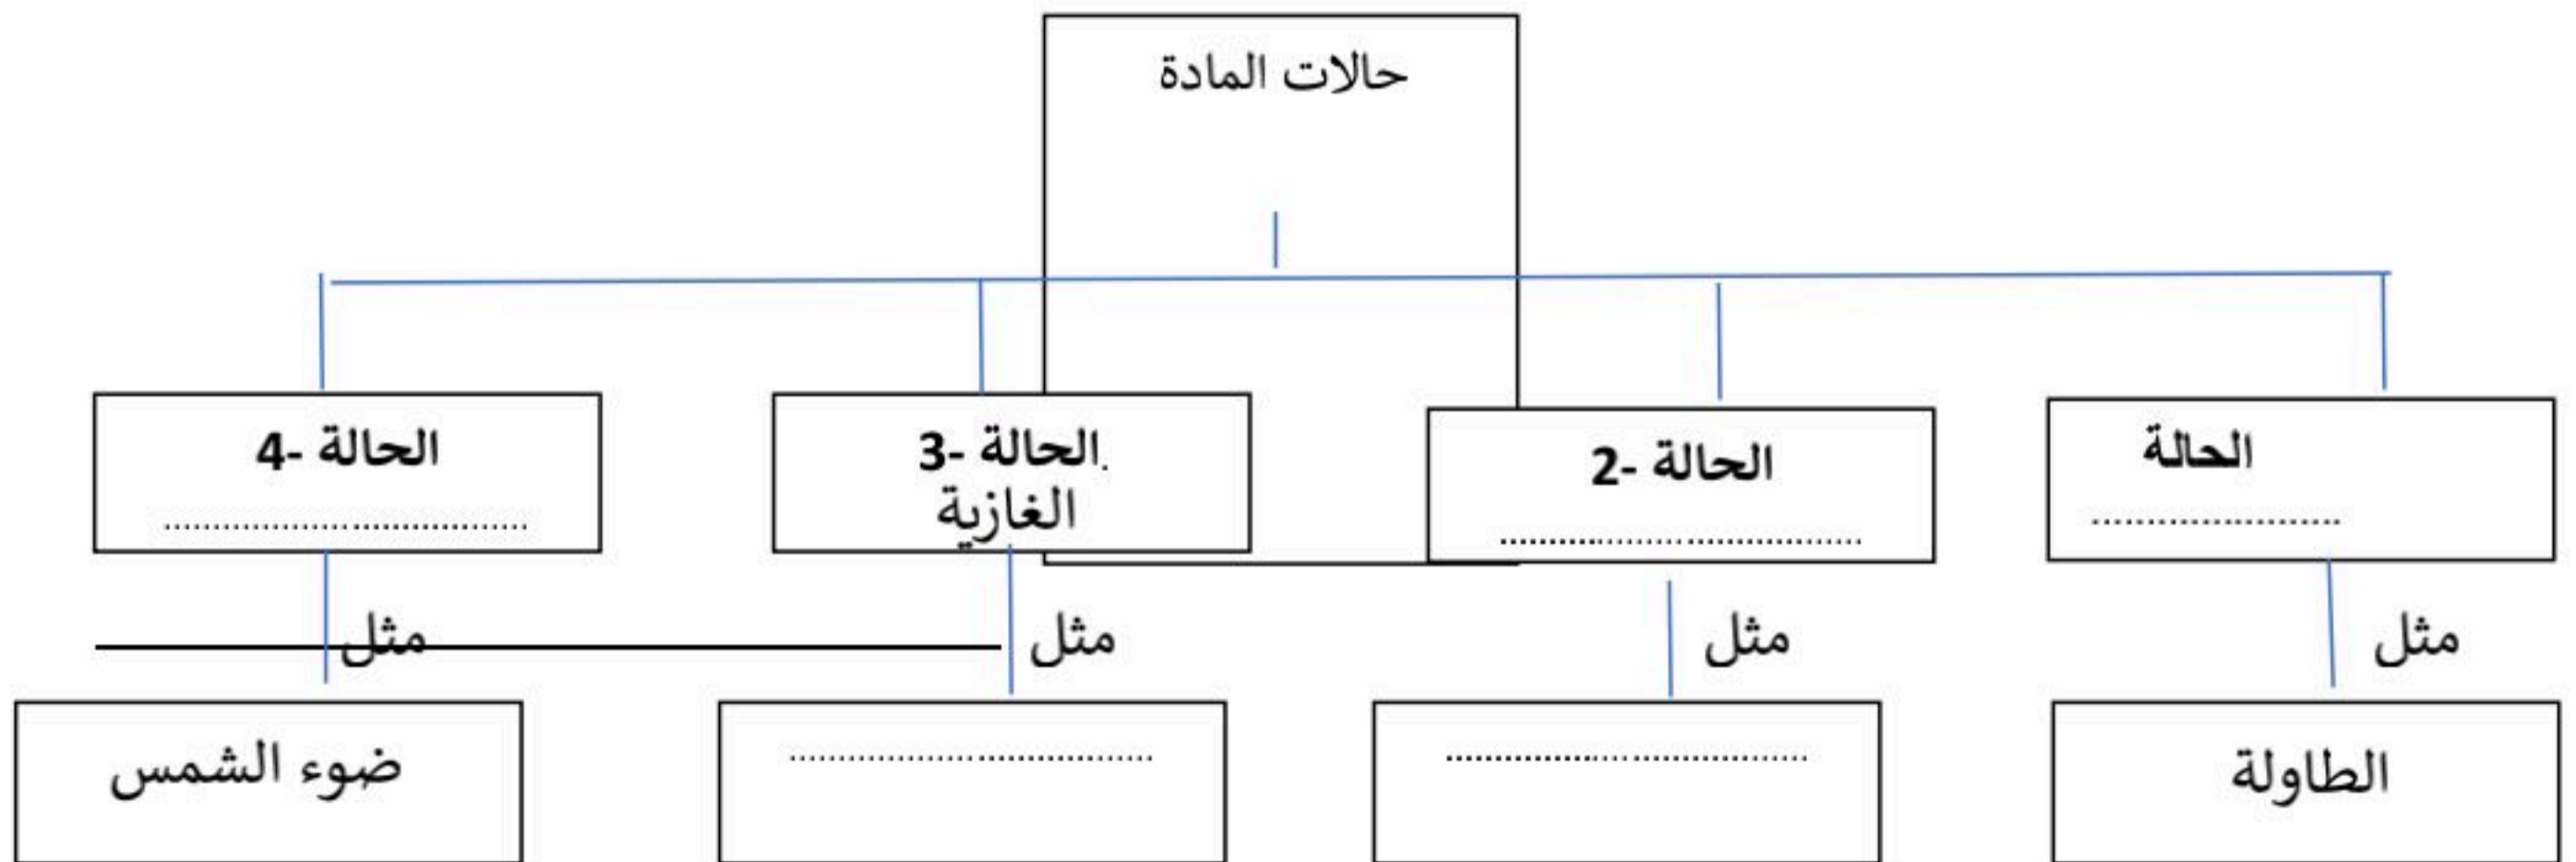 حالات المادة
الحالة
........................
الحالة -2
........................
.الحالة -3
الغازية
الحالة -4
........................
مثل
مثل
مثل
مثل
الطاولة
........................
........................
ضوء الشمس